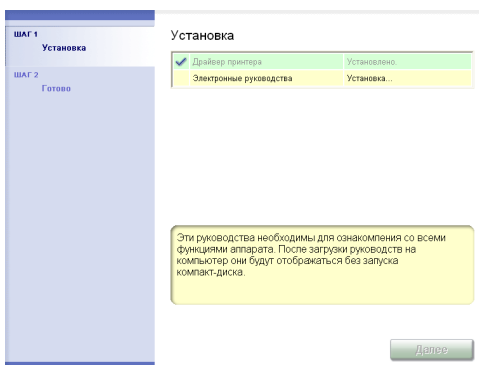 ШАГ 1
Установка
ШАГ 2
Готово
Установка
Драйвер принтера Установлено.
Электронные руководства Установка...
Эти руководства необходимы для ознакомления со всеми
функциями аппарата. После загрузки руководств на
компьютер они будут отображаться без запуска
компакт-диска.
Далее